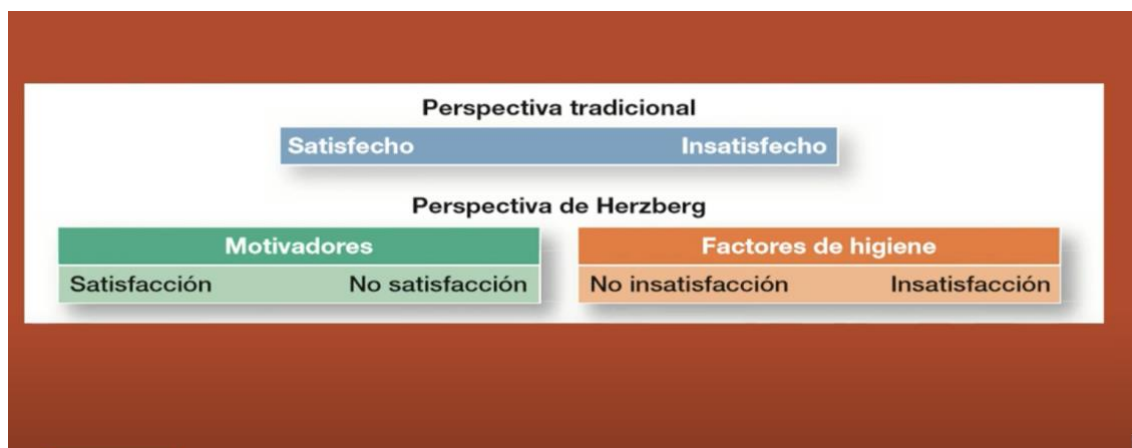 Perspectiva tradicional
Satisfecho Insatisfecho
Perspectiva de Herzberg
Motivadores Factores de higiene
Satisfacción No satisfacción No insatisfacción Insatisfacción